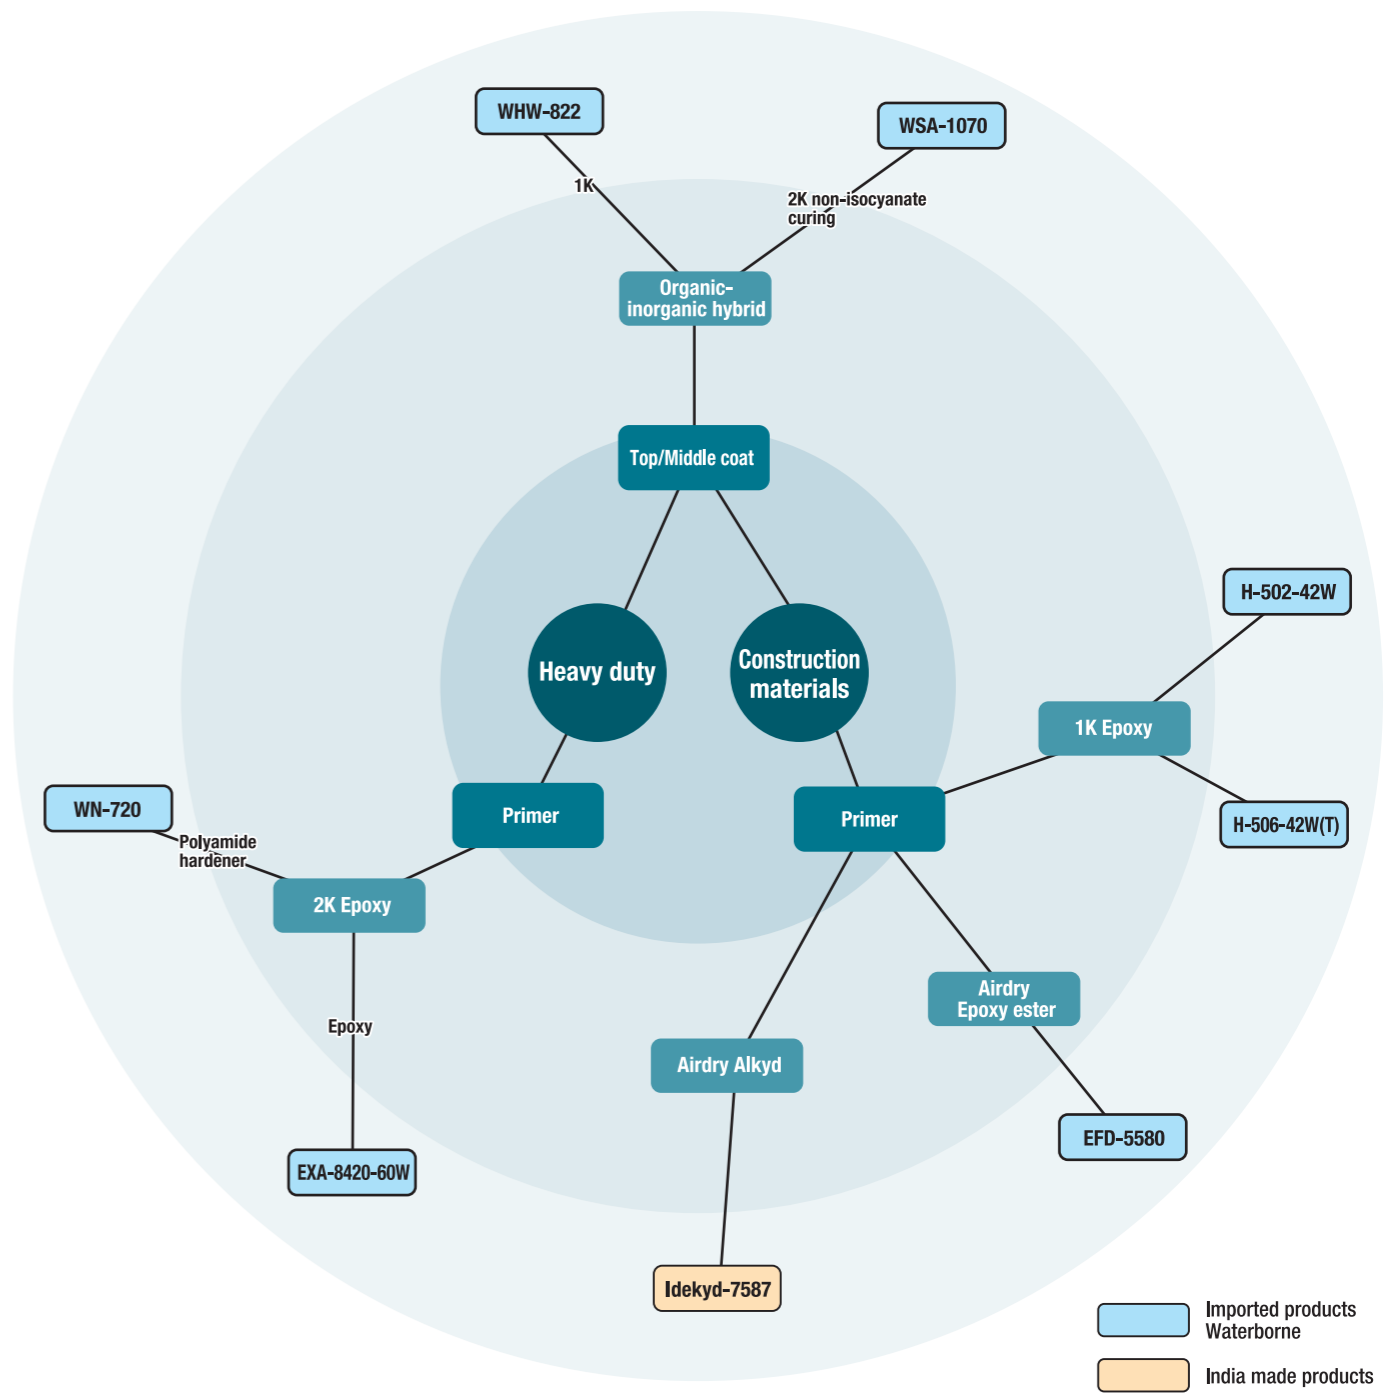 WHW-822
WSA-1070
1K
2K non-isocyanate
curing
Organic-
inorganic hybrid
Top/Middle coat
H-502-42W
Heavy duty
Construction
materials
1K Epoxy
WN-720
Primer
Primer
H-506-42W(T)
Polyamide
hardener
2K Epoxy
Airdry
Epoxy ester
Epoxy
Airdry Alkyd
EFD-5580
EXA-8420-60W
Idekyd-7587
Imported products
Waterborne
India made products